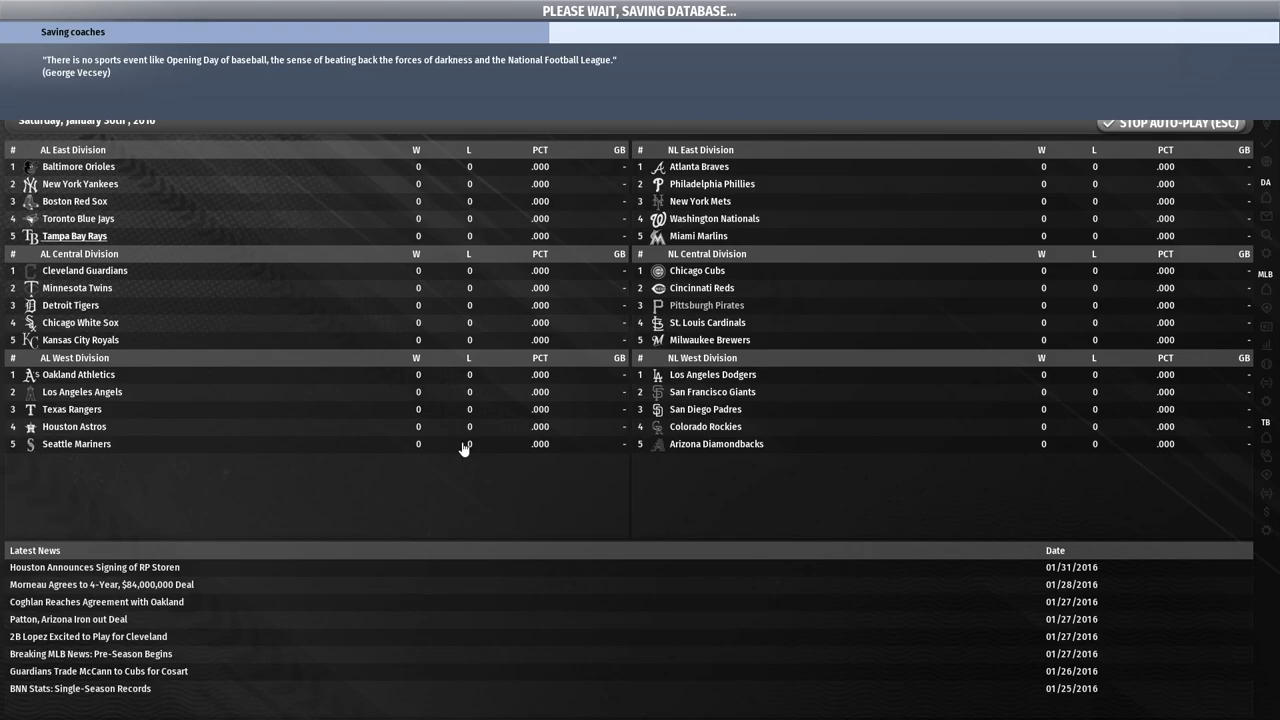 PLEASE WAIT, SAVING DATABASE...
Saving coaches
"There is no sports event like Opening Day of baseball, the sense of beating back the forces of darkness and the National Football League."
(George Vecsey)
Saturday, January 30th, 2016 STOP AUTO-PLAY (ESC)
# AL East Division W L PCT GB # NL East Division W L PCT GB
1 Baltimore Orioles 0 0 .000 - 1 Atlanta Braves 0 0 .000 -
2 New York Yankees 0 0 .000 - 2 Philadelphia Phillies 0 0 .000 -
3 Boston Red Sox 0 0 .000 - 3 New York Mets 0 0 .000 -
4 Toronto Blue Jays 0 0 .000 - 4 Washington Nationals 0 0 .000 -
5 Tampa Bay Rays 0 0 .000 - 5 Miami Marlins 0 0 .000 -
# AL Central Division W L PCT GB # NL Central Division W L PCT GB
1 Cleveland Guardians 0 0 .000 - 1 Chicago Cubs 0 0 .000 -
2 Minnesota Twins 0 0 .000 - 2 Cincinnati Reds 0 0 .000 -
3 Detroit Tigers 0 0 .000 - 3 Pittsburgh Pirates 0 0 .000 -
4 Chicago White Sox 0 0 .000 - 4 St. Louis Cardinals 0 0 .000 -
5 Kansas City Royals 0 0 .000 - 5 Milwaukee Brewers 0 0 .000 -
# AL West Division W L PCT GB # NL West Division W L PCT GB
1 Oakland Athletics 0 0 .000 - 1 Los Angeles Dodgers 0 0 .000 -
2 Los Angeles Angels 0 0 .000 - 2 San Francisco Giants 0 0 .000 -
3 Texas Rangers 0 0 .000 - 3 San Diego Padres 0 0 .000 -
4 Houston Astros 0 0 .000 - 4 Colorado Rockies 0 0 .000 -
5 Seattle Mariners 0 0 .000 - 5 Arizona Diamondbacks 0 0 .000 -
DA
MLB
TB
Latest News Date
Houston Announces Signing of RP Storen 01/31/2016
Morneau Agrees to 4-Year, $84,000,000 Deal 01/28/2016
Coghlan Reaches Agreement with Oakland 01/27/2016
Patton, Arizona Iron out Deal 01/27/2016
2B Lopez Excited to Play for Cleveland 01/27/2016
Breaking MLB News: Pre-Season Begins 01/27/2016
Guardians Trade McCann to Cubs for Cosart 01/26/2016
BNN Stats: Single-Season Records 01/25/2016